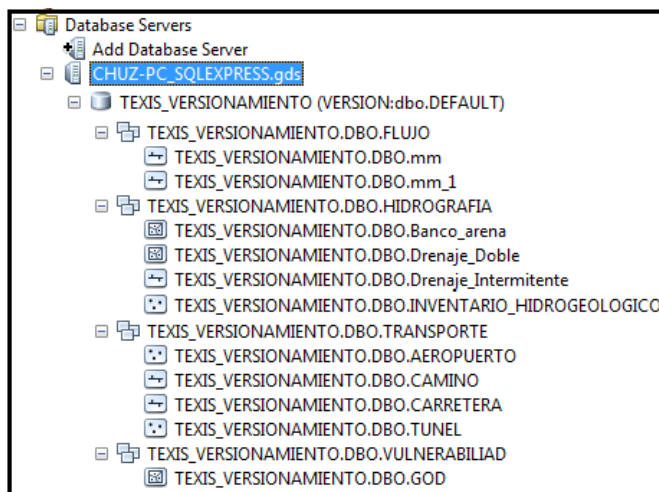 Database Servers
Add Database Server
CHUZ-PC_SQLEXPRESS.gds
TEXIS_VERSIONAMIENTO (VERSION:dbo.DEFAULT)
TEXIS_VERSIONAMIENTO.DBO.FLUJO
TEXIS_VERSIONAMIENTO.DBO.mm
TEXIS_VERSIONAMIENTO.DBO.mm_1
TEXIS_VERSIONAMIENTO.DBO.HIDROGRAFIA
TEXIS_VERSIONAMIENTO.DBO.Banco_arena
TEXIS_VERSIONAMIENTO.DBO.Drenaje_Doble
TEXIS_VERSIONAMIENTO.DBO.Drenaje_Intermitente
TEXIS_VERSIONAMIENTO.DBO.INVENTARIO_HIDROGEOLOGICO
TEXIS_VERSIONAMIENTO.DBO.TRANSPORTE
TEXIS_VERSIONAMIENTO.DBO.AEROPUERTO
TEXIS_VERSIONAMIENTO.DBO.CAMINO
TEXIS_VERSIONAMIENTO.DBO.CARRETERA
TEXIS_VERSIONAMIENTO.DBO.TUNEL
TEXIS_VERSIONAMIENTO.DBO.VULNERABILIAD
TEXIS_VERSIONAMIENTO.DBO.GOD